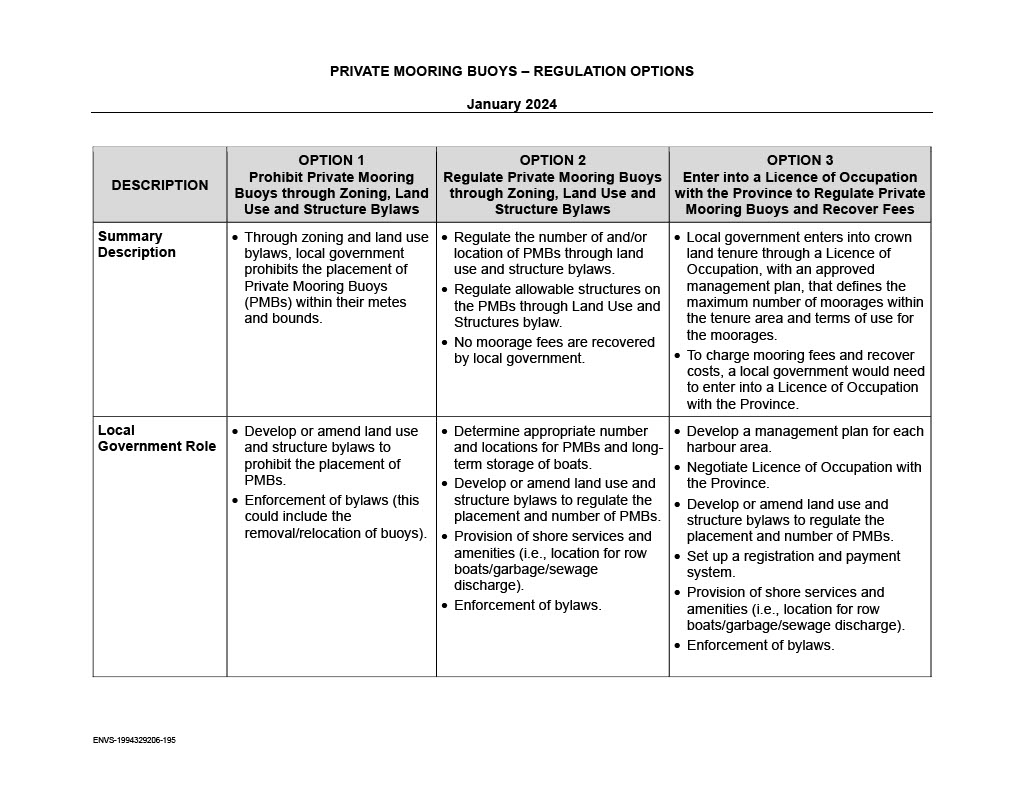 PRIVATE MOORING BUOYS – REGULATION OPTIONS
January 2024
DESCRIPTION
OPTION 1
Prohibit Private Mooring
Buoys through Zoning, Land
Use and Structure Bylaws
OPTION 2
Regulate Private Mooring Buoys
through Zoning, Land Use and
Structure Bylaws
OPTION 3
Enter into a Licence of Occupation
with the Province to Regulate Private
Mooring Buoys and Recover Fees
Summary
Description
• Through zoning and land use
bylaws, local government
prohibits the placement of
Private Mooring Buoys
(PMBs) within their metes
and bounds.
• Regulate the number of and/or
location of PMBs through land
use and structure bylaws.
• Regulate allowable structures on
the PMBs through Land Use and
Structures bylaw.
• No moorage fees are recovered
by local government.
• Local government enters into crown
land tenure through a Licence of
Occupation, with an approved
management plan, that defines the
maximum number of moorages within
the tenure area and terms of use for
the moorages.
• To charge mooring fees and recover
costs, a local government would need
to enter into a Licence of Occupation
with the Province.
Local
Government Role
• Develop or amend land use
and structure bylaws to
prohibit the placement of
PMBs.
• Enforcement of bylaws (this
could include the
removal/relocation of buoys).
• Determine appropriate number
and locations for PMBs and long-
term storage of boats.
• Develop or amend land use and
structure bylaws to regulate the
placement and number of PMBs.
• Provision of shore services and
amenities (i.e., location for row
boats/garbage/sewage
discharge).
• Enforcement of bylaws.
• Develop a management plan for each
harbour area.
• Negotiate Licence of Occupation with
the Province.
• Develop or amend land use and
structure bylaws to regulate the
placement and number of PMBs.
• Set up a registration and payment
system.
• Provision of shore services and
amenities (i.e., location for row
boats/garbage/sewage discharge).
• Enforcement of bylaws.
ENVS-1994329206-195